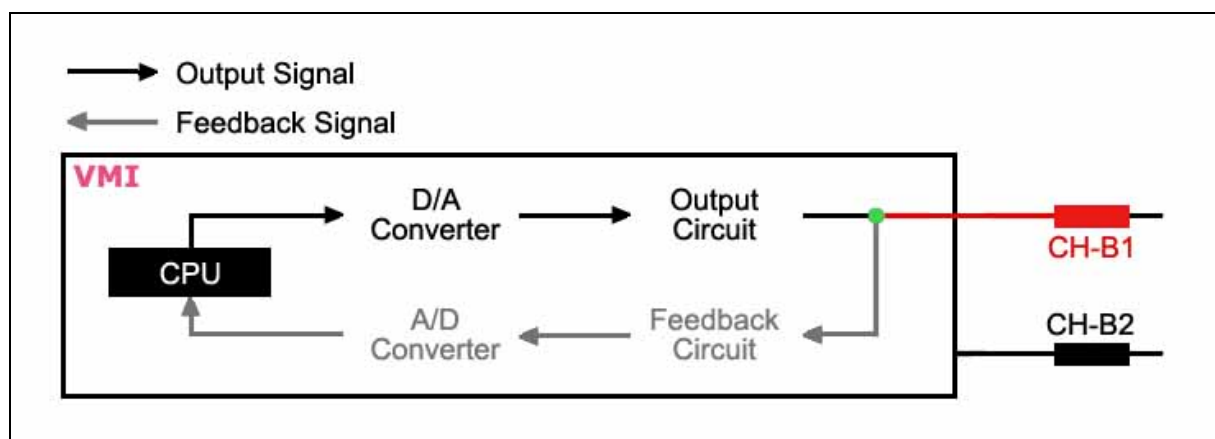 Output Signal
Feedback Signal
VMI
D/A
Converter
Output
Circuit
CH-B1
CPU
A/D
Converter
Feedback
Circuit
CH-B2